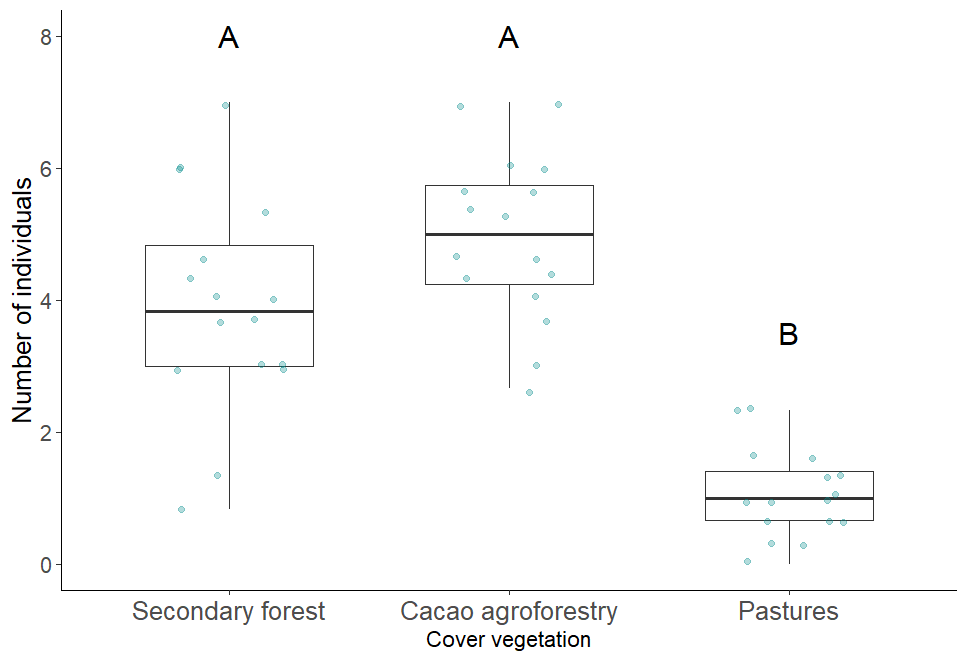 A A
B
Number of individuals
8
6
4
2
0
Secondary forest Cacao agroforestry Pastures
Cover vegetation